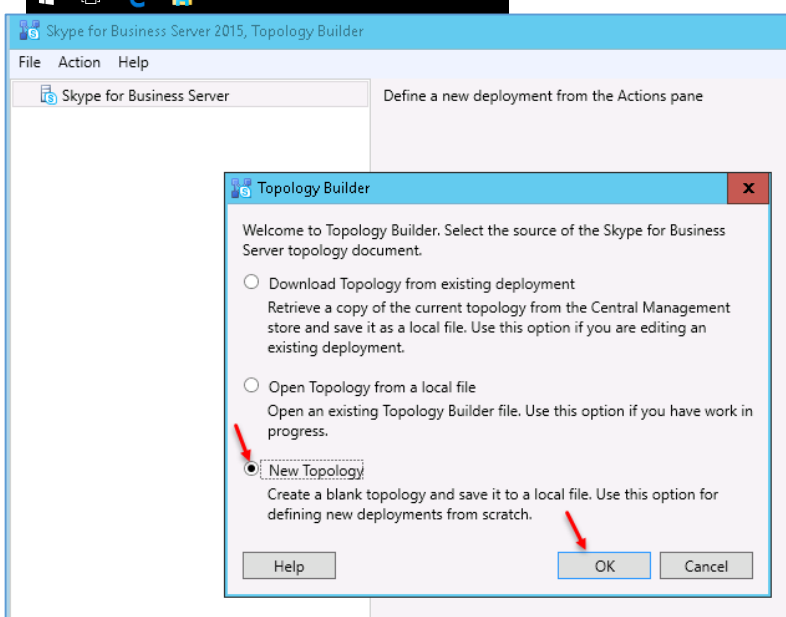 Skype for Business Server 2015, Topology Builder
File Action Help
Skype for Business Server
Define a new deployment from the Actions pane
Topology Builder
Welcome to Topology Builder. Select the source of the Skype for Business
Server topology document.
Download Topology from existing deployment
Retrieve a copy of the current topology from the Central Management
store and save it as a local file. Use this option if you are editing an
existing deployment.
Open Topology from a local file
Open an existing Topology Builder file. Use this option if you have work in
progress.
New Topology
Create a blank topology and save it to a local file. Use this option for
defining new deployments from scratch.
Help OK Cancel